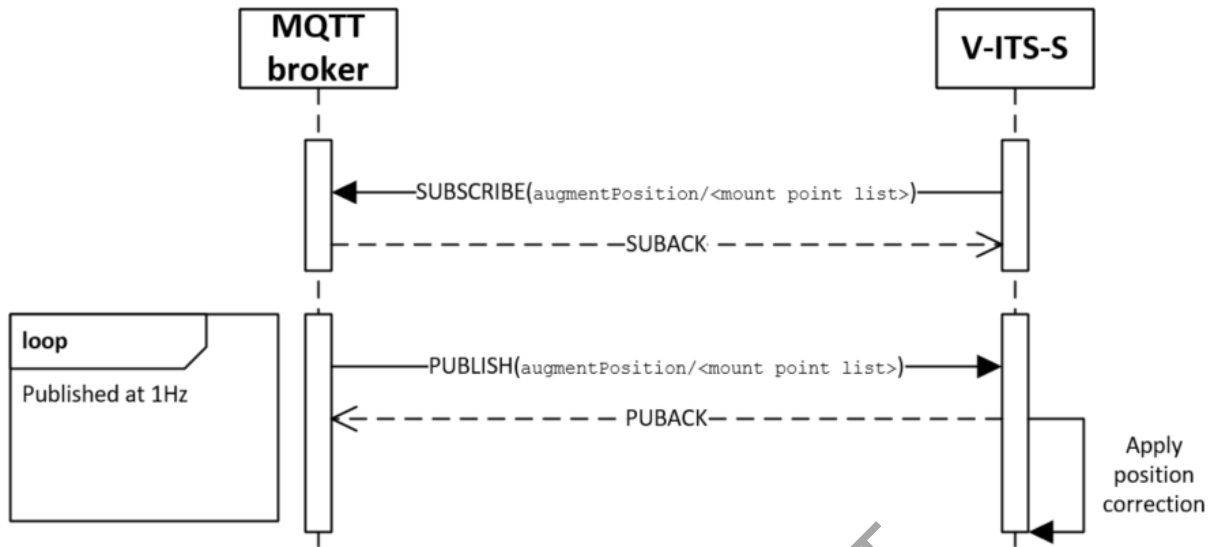 MQTT
broker
V-ITS-S
SUBSCRIBE(augmentPosition/<mount point list>)
SUBACK
loop
Published at 1Hz
PUBLISH(augmentPosition/<mount point list>)
PUBACK
Apply
position
correction